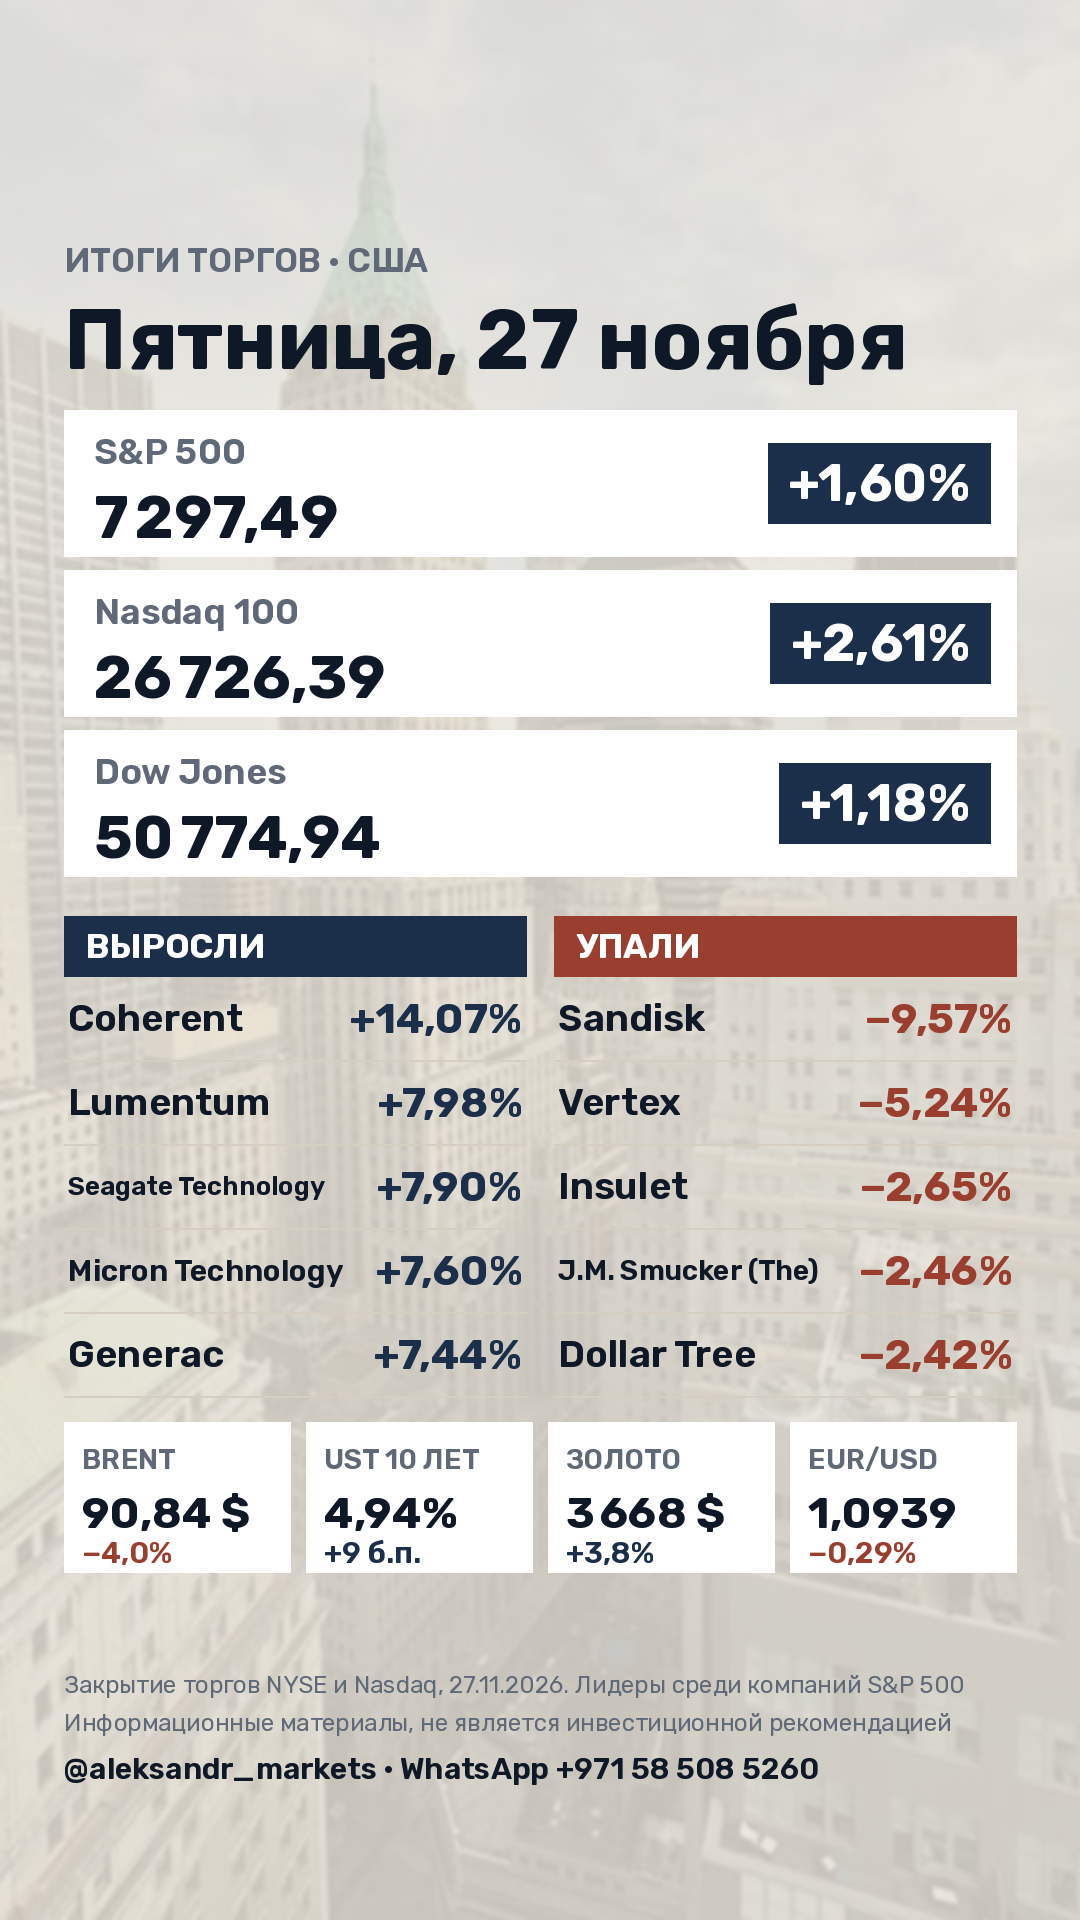 ИТОГИ ТОРГОВ • США
Пятница, 27 ноября
S&P 500
7 297,49
+1,60%
Nasdaq 100
26 726,39
+2,61%
Dow Jones
50 774,94
+1,18%
ВЫРОСЛИ
Coherent +14,07%
Lumentum +7,98%
Seagate Technology +7,90%
Micron Technology +7,60%
Generac +7,44%
УПАЛИ
Sandisk −9,57%
Vertex −5,24%
Insulet −2,65%
J.M. Smucker (The) −2,46%
Dollar Tree −2,42%
BRENT
90,84 $
−4,0%
UST 10 ЛЕТ
4,94%
+9 б.п.
ЗОЛОТО
3 668 $
+3,8%
EUR/USD
1,0939
−0,29%
Закрытие торгов NYSE и Nasdaq, 27.11.2026. Лидеры среди компаний S&P 500
Информационные материалы, не является инвестиционной рекомендацией
@aleksandr_markets • WhatsApp +971 58 508 5260